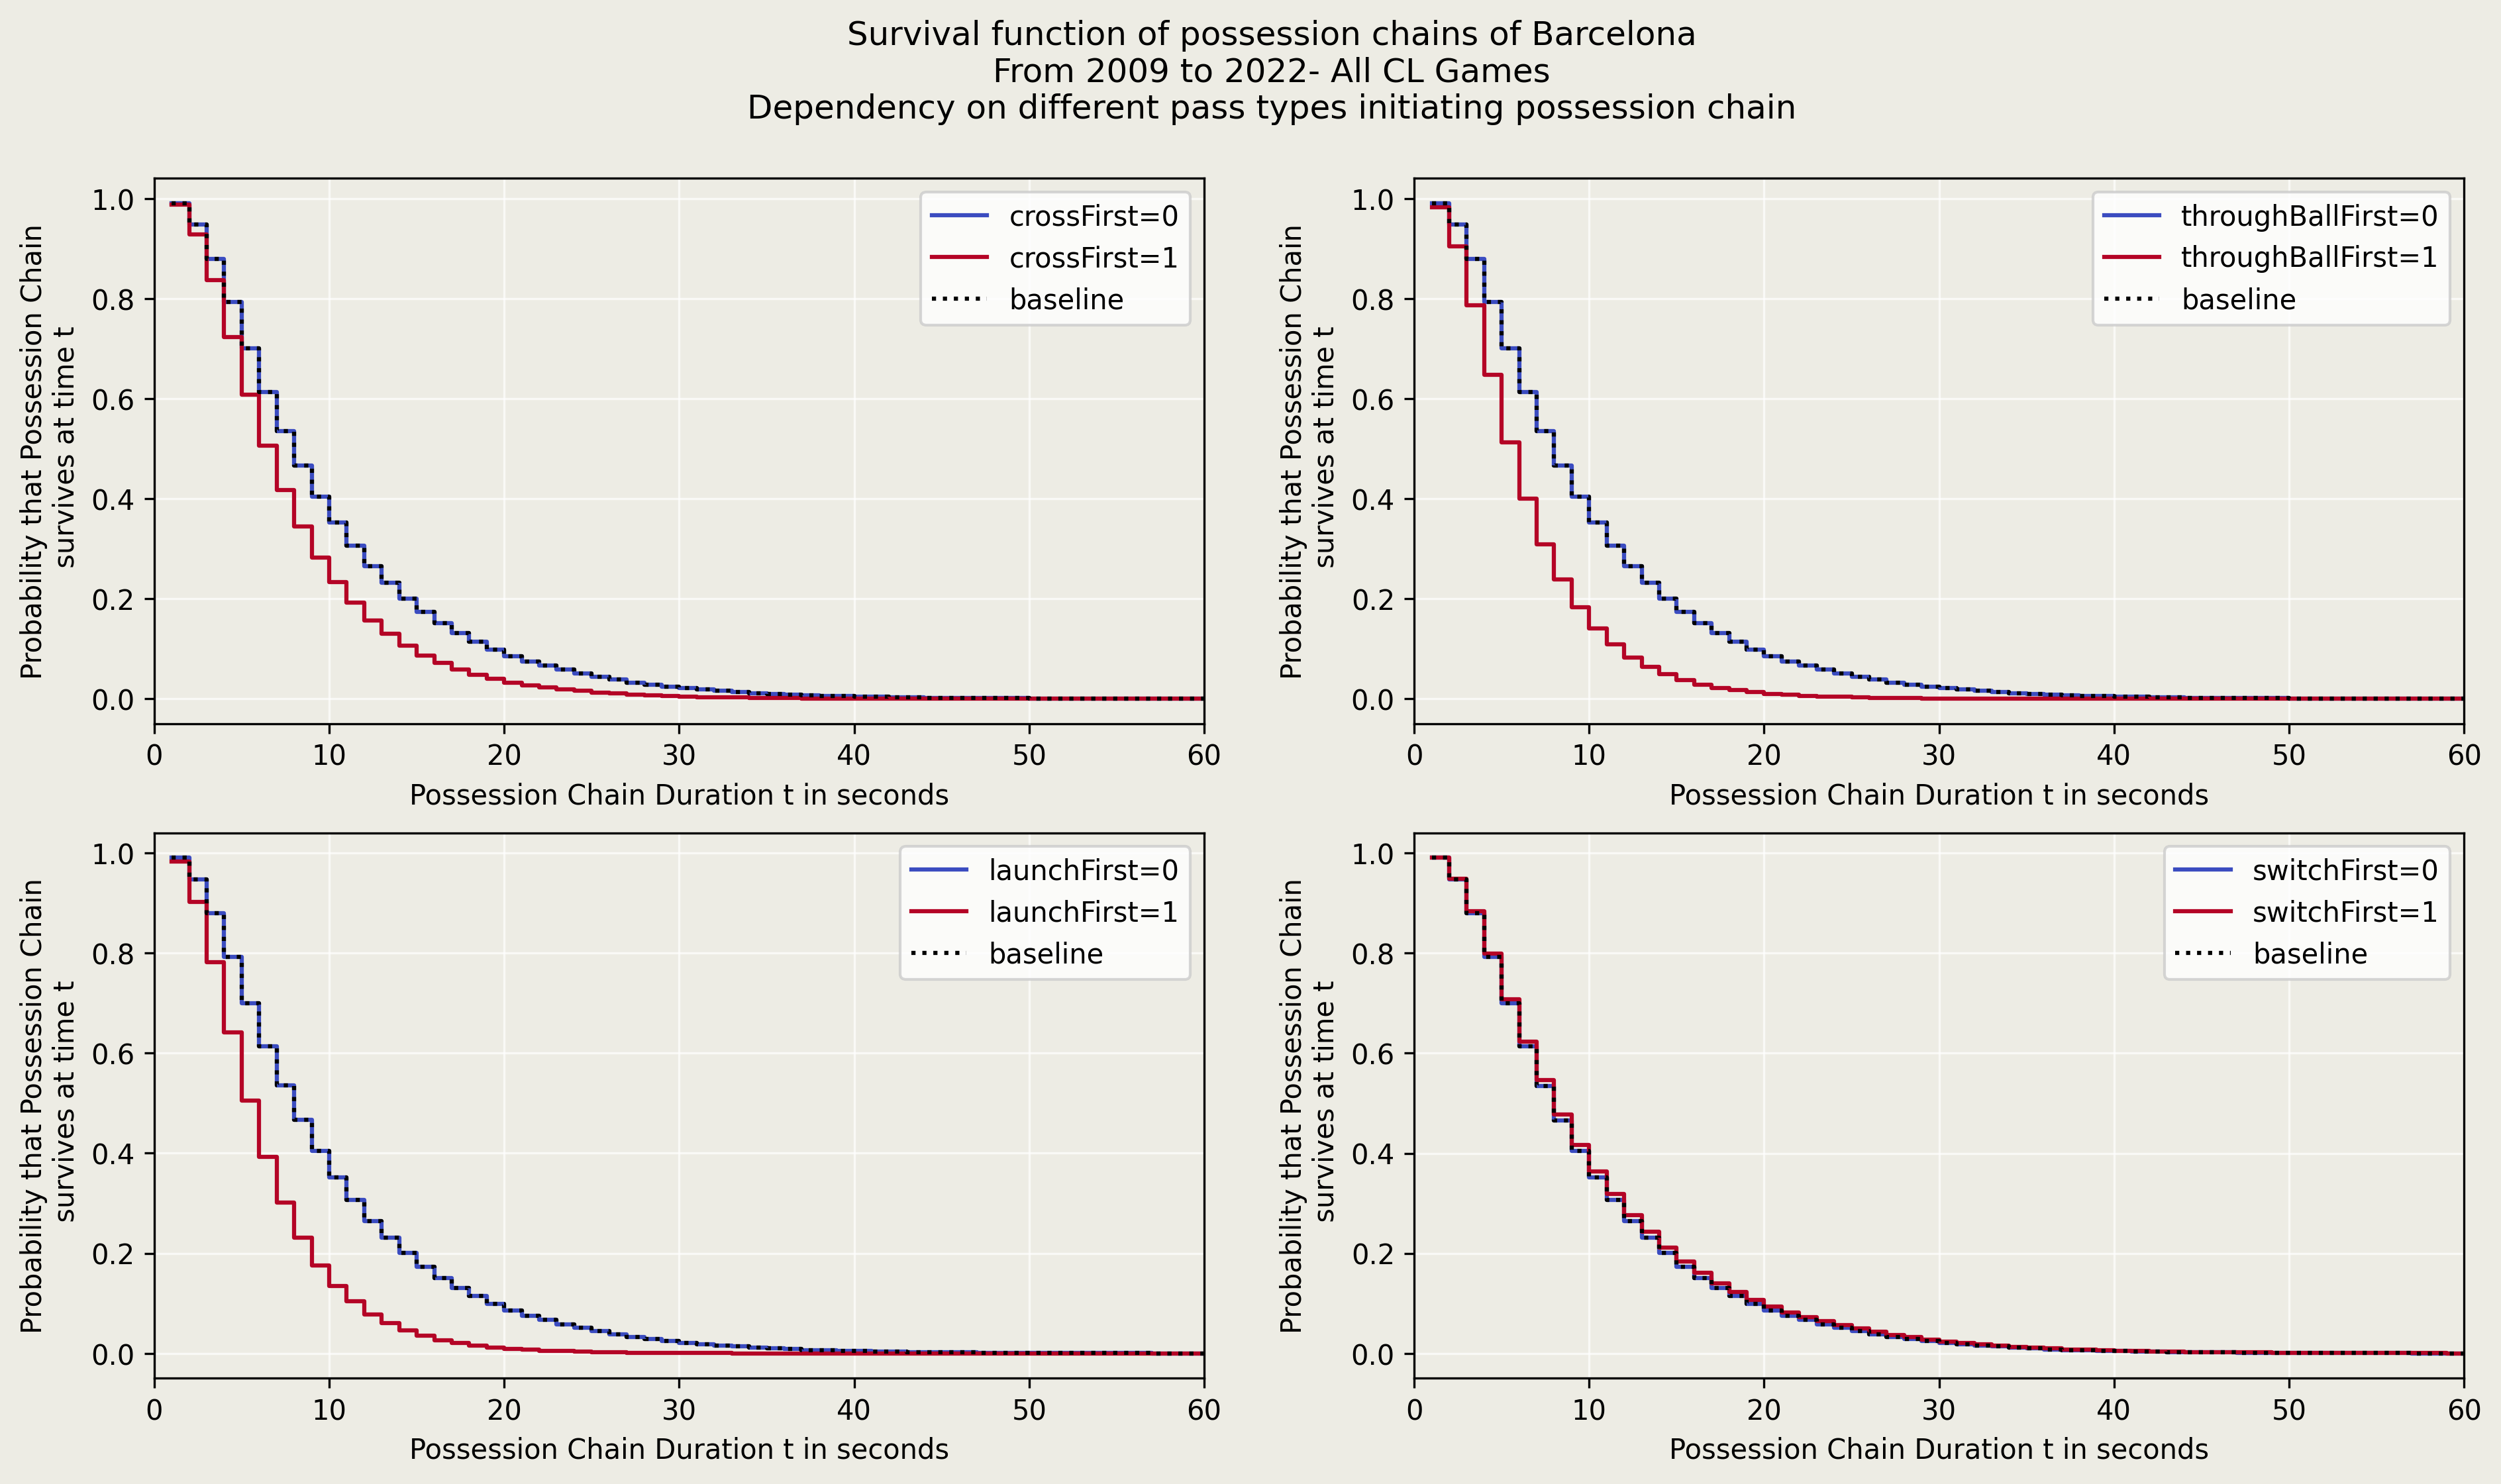 Survival function of possession chains of Barcelona
From 2009 to 2022- All CL Games
Dependency on different pass types initiating possession chain
Probability that Possession Chain
survives at time t
1.0
0.8
0.6
0.4
0.2
0.0
crossFirst=0
crossFirst=1
baseline
0 10 20 30 40 50 60
Possession Chain Duration t in seconds
Probability that Possession Chain
survives at time t
1.0
0.8
0.6
0.4
0.2
0.0
throughBallFirst=0
throughBallFirst=1
baseline
0 10 20 30 40 50 60
Possession Chain Duration t in seconds
Probability that Possession Chain
survives at time t
1.0
0.8
0.6
0.4
0.2
0.0
launchFirst=0
launchFirst=1
baseline
0 10 20 30 40 50 60
Possession Chain Duration t in seconds
Probability that Possession Chain
survives at time t
1.0
0.8
0.6
0.4
0.2
0.0
switchFirst=0
switchFirst=1
baseline
0 10 20 30 40 50 60
Possession Chain Duration t in seconds